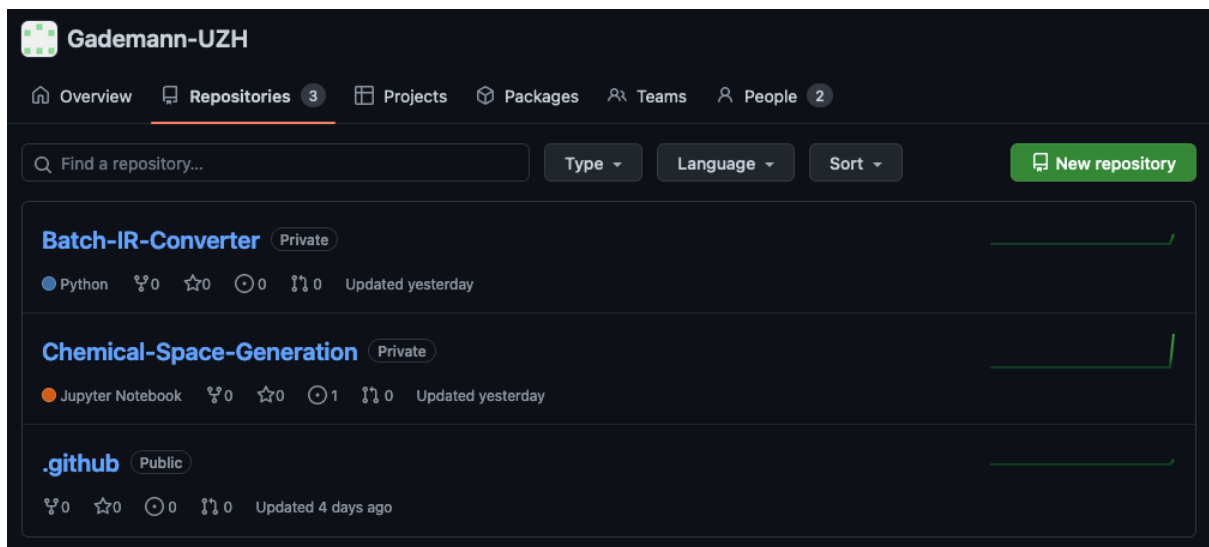 Gademann-UZH
Overview Repositories 3 Projects Packages Teams People 2
Find a repository... Type Language Sort New repository
Batch-IR-Converter Private
Python 0 0 0 0 Updated yesterday
Chemical-Space-Generation Private
Jupyter Notebook 0 0 1 0 Updated yesterday
.github Public
0 0 0 0 Updated 4 days ago